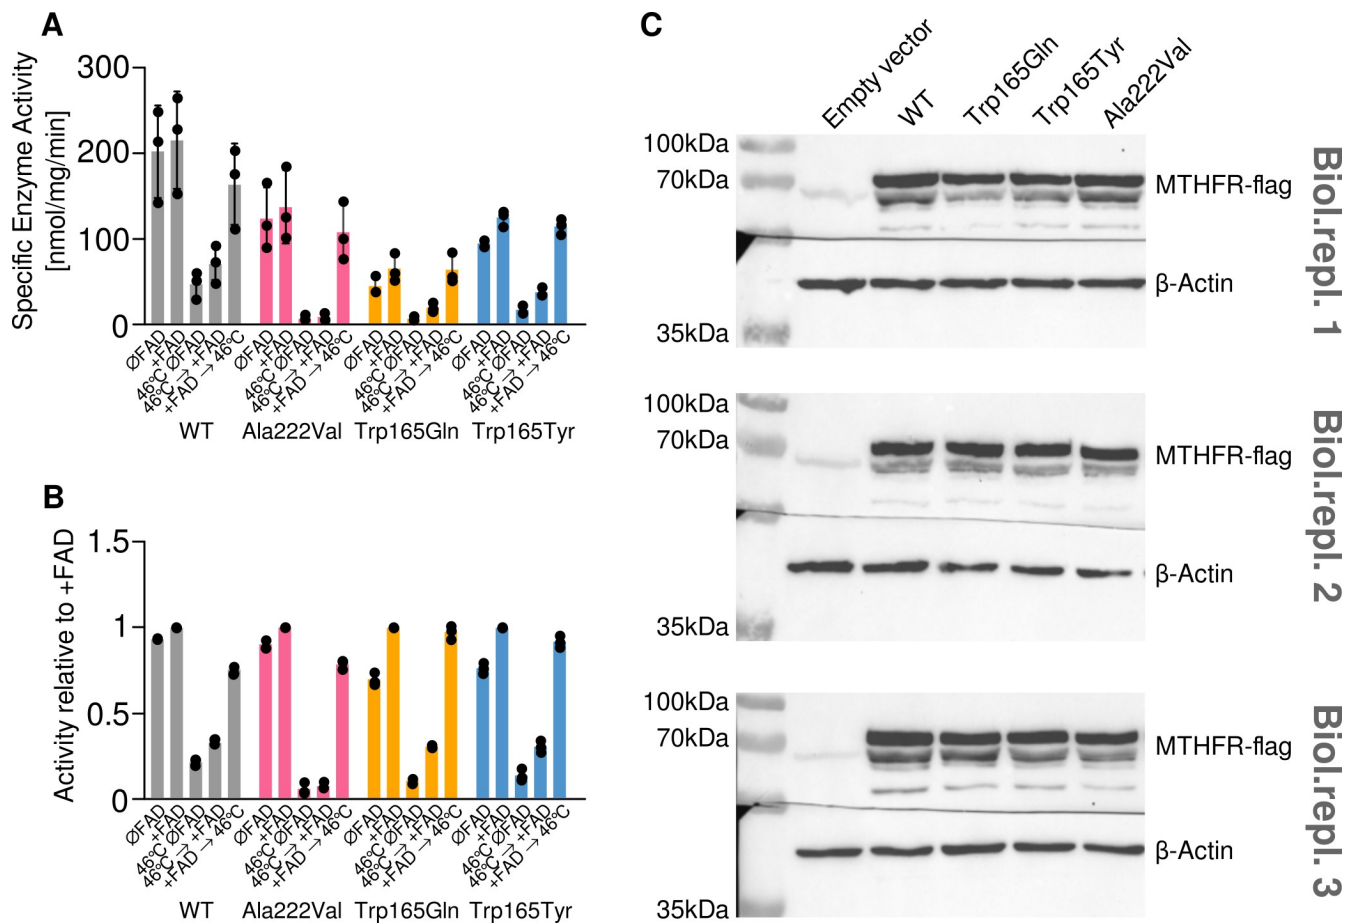 A
Specific Enzyme Activity
[nmol/mg/min]
300
200
100
0
ØFAD
+FAD
46°C ØFAD
46°C → +FAD
+FAD → 46°C
ØFAD
+FAD
46°C ØFAD
46°C → +FAD
+FAD → 46°C
ØFAD
+FAD
46°C ØFAD
46°C → +FAD
+FAD → 46°C
ØFAD
+FAD
46°C ØFAD
46°C → +FAD
+FAD → 46°C
WT Ala222Val Trp165Gln Trp165Tyr
B
Activity relative to +FAD
1.5
1
0.5
0
ØFAD
+FAD
46°C ØFAD
46°C → +FAD
+FAD → 46°C
ØFAD
+FAD
46°C ØFAD
46°C → +FAD
+FAD → 46°C
ØFAD
+FAD
46°C ØFAD
46°C → +FAD
+FAD → 46°C
ØFAD
+FAD
46°C ØFAD
46°C → +FAD
+FAD → 46°C
WT Ala222Val Trp165Gln Trp165Tyr
C
Empty vector
WT
Trp165Gln
Trp165Tyr
Ala222Val
100kDa
70kDa
MTHFR-flag
β-Actin
35kDa
Biol.repl. 1
100kDa
70kDa
MTHFR-flag
β-Actin
35kDa
Biol.repl. 2
100kDa
70kDa
MTHFR-flag
β-Actin
35kDa
Biol.repl. 3